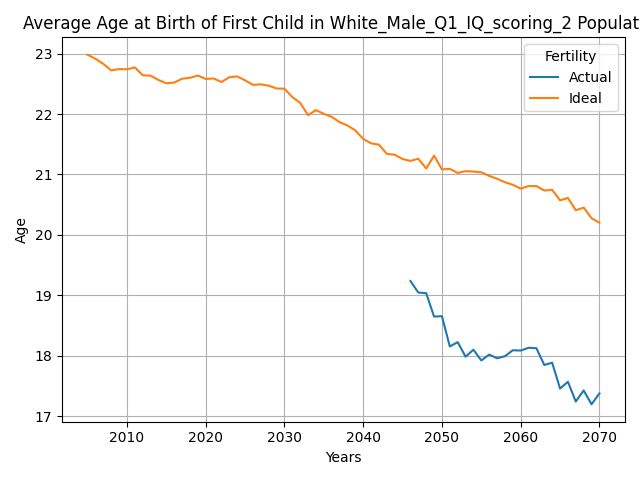 Average Age at Birth of First Child in White_Male_Q1_IQ_scoring_2 Populat
Fertility
Actual
Ideal
Age
23
22
21
20
19
18
17
2010 2020 2030 2040 2050 2060 2070
Years